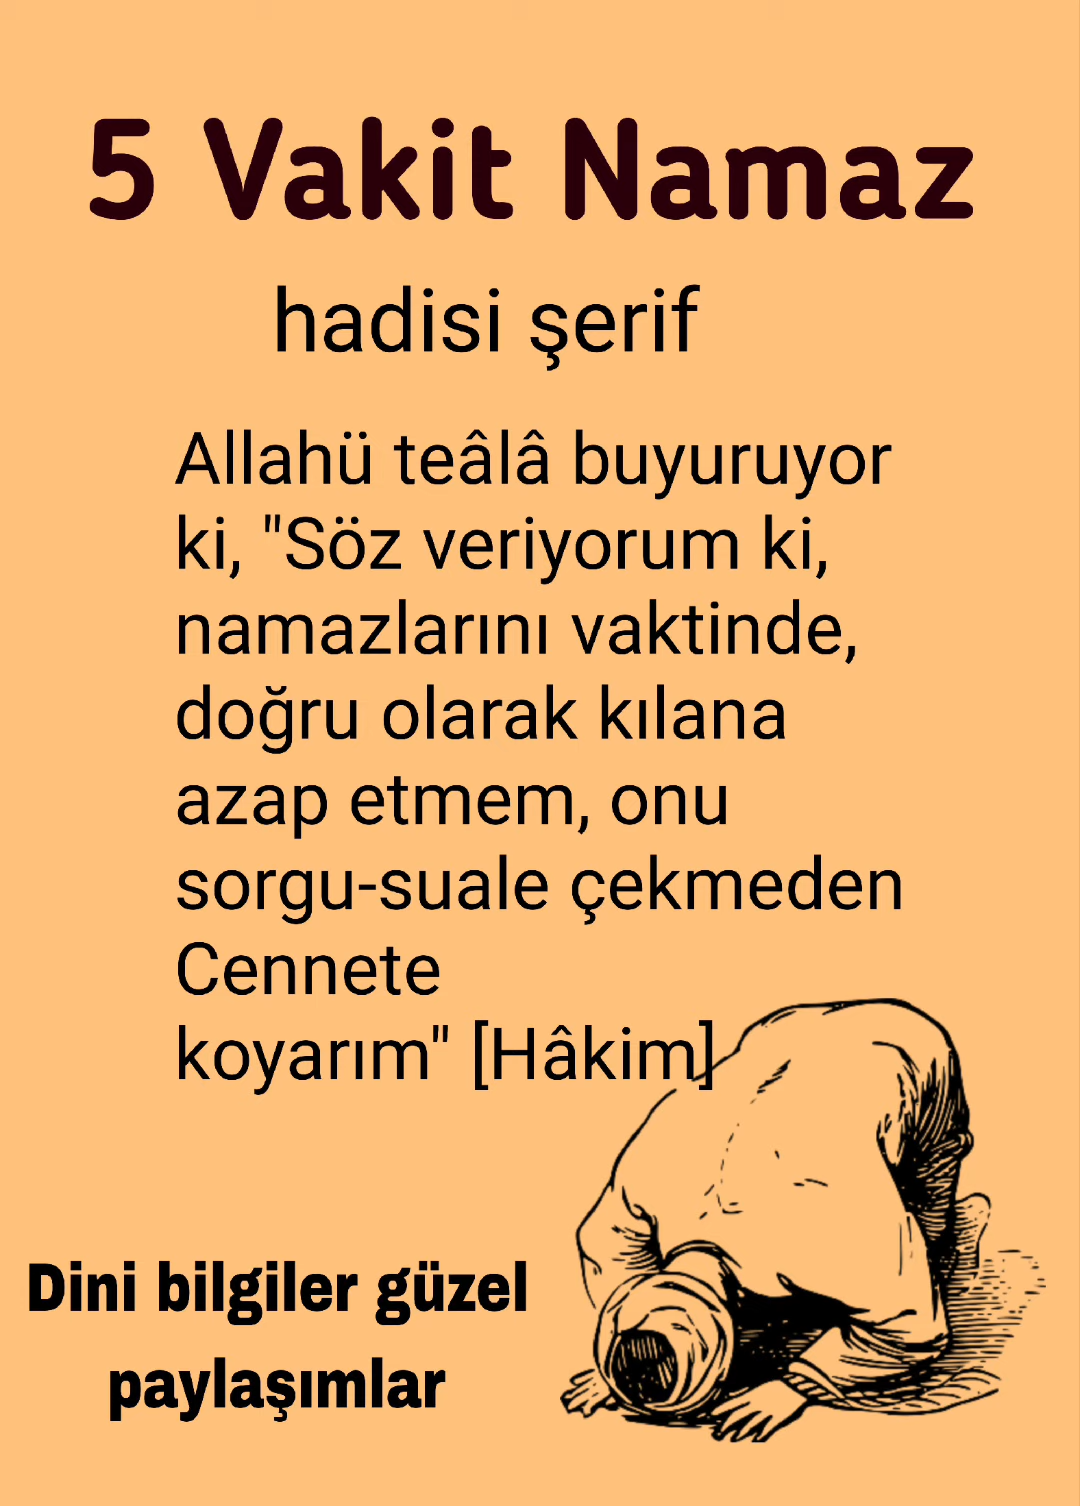 5 Vakit Namaz
hadisi şerif
Allahü teâlâ buyuruyor
ki, "Söz veriyorum ki,
namazlarını vaktinde,
doğru olarak kılana
azap etmem, onu
sorgu-suale çekmeden
Cennete
koyarım" [Hâkim]
Dini bilgiler güzel
paylaşımlar